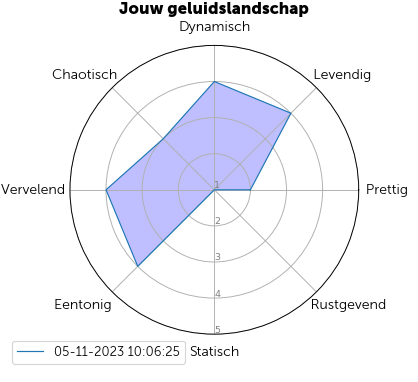 Jouw geluidslandschap
Dynamisch
Chaotisch
Levendig
Vervelend
1
Prettig
2
3
4
Eentonig
Rustgevend
5
05-11-2023 10:06:25
Statisch